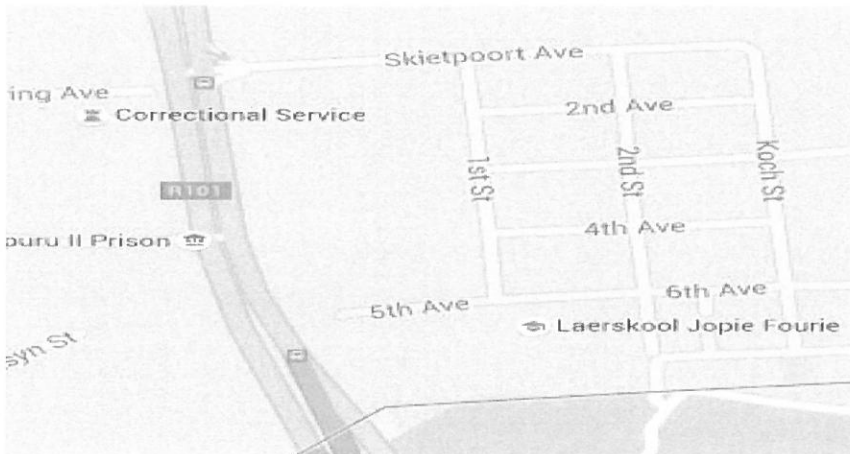 Skietpoort Ave
ring Ave
Correctional Service
2nd Ave
1st St
2nd St
Koch St
R101
puru II Prison
4th Ave
5th Ave
6th Ave
Laerskool Jopie Fourie
syn St